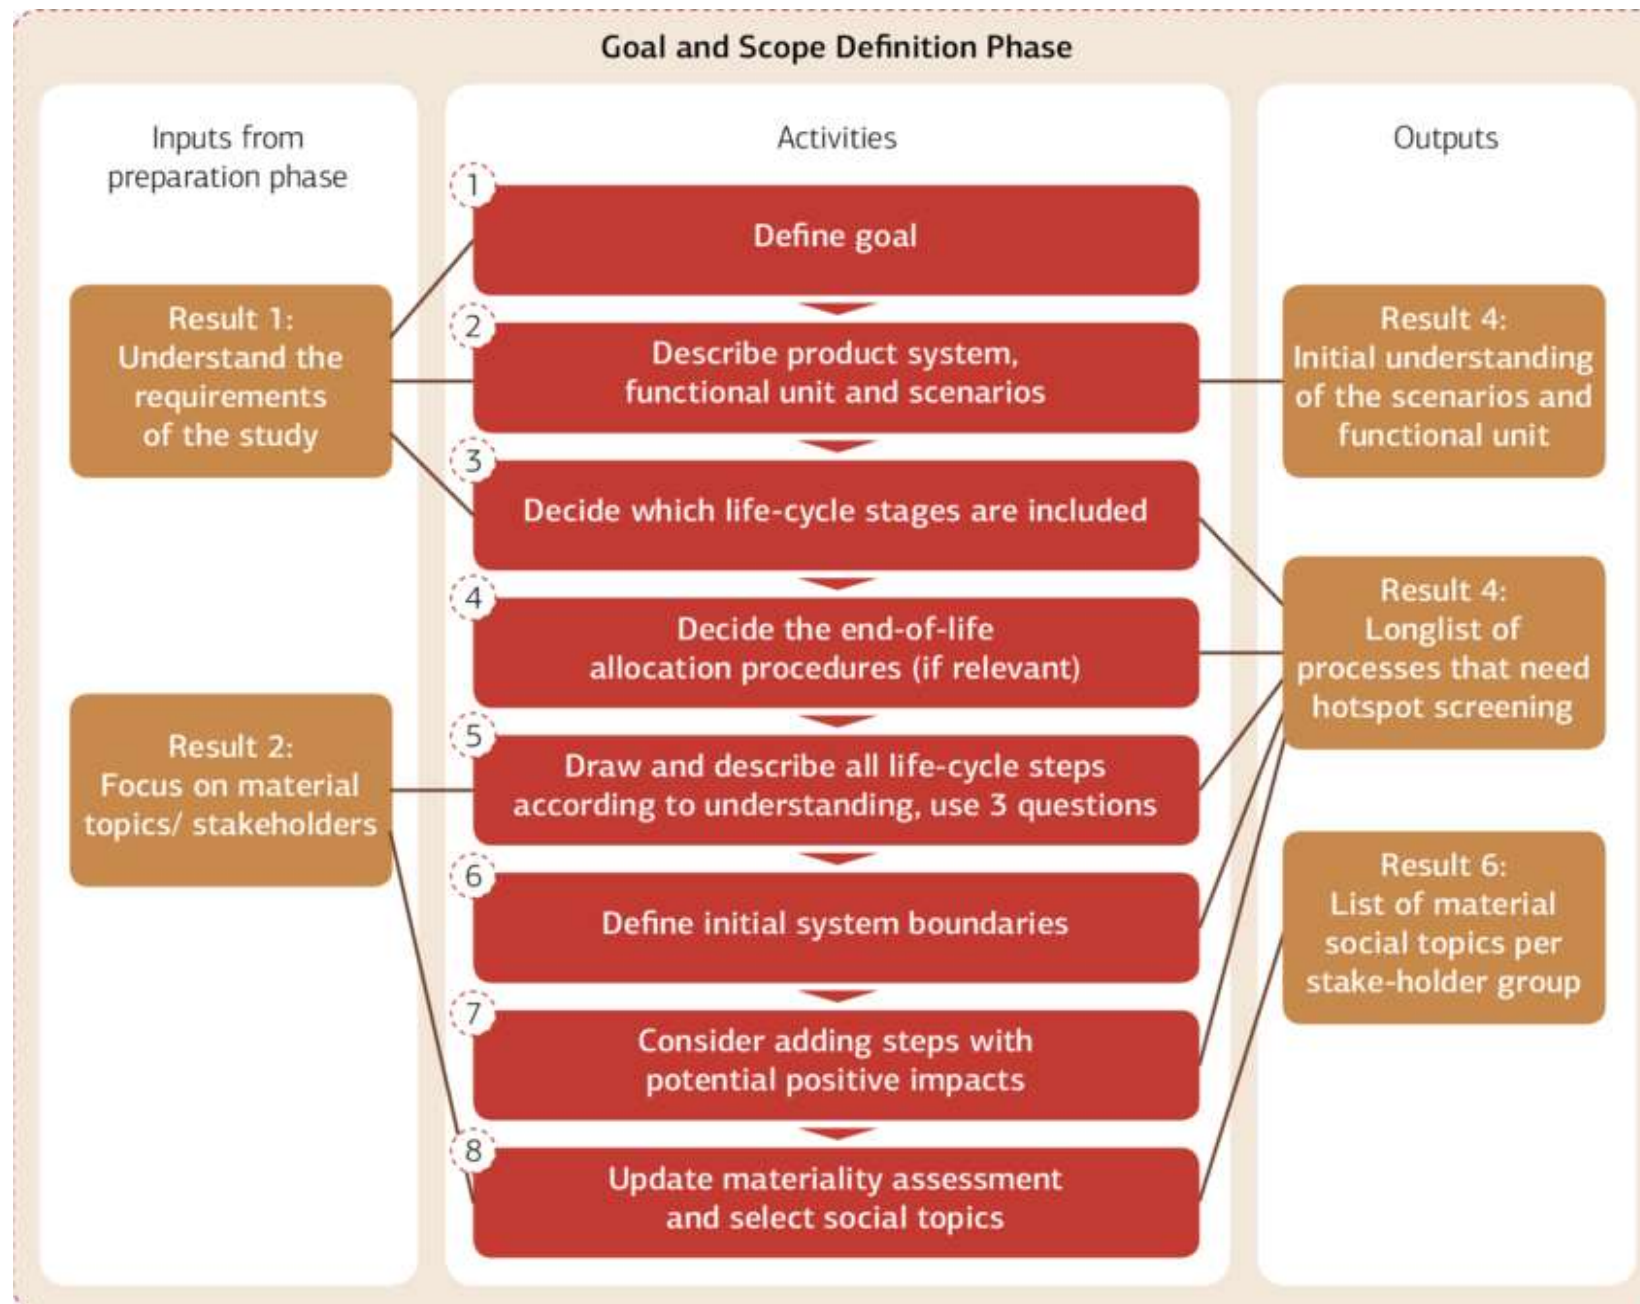 Goal and Scope Definition Phase
Inputs from
preparation phase
Result 1:
Understand the
requirements
of the study
Result 2:
Focus on material
topics/ stakeholders
Activities
1
Define goal
2
Describe product system,
functional unit and scenarios
3
Decide which life-cycle stages are included
4
Decide the end-of-life
allocation procedures (if relevant)
5
Draw and describe all life-cycle steps
according to understanding, use 3 questions
6
Define initial system boundaries
7
Consider adding steps with
potential positive impacts
8
Update materiality assessment
and select social topics
Outputs
Result 4:
Initial understanding
of the scenarios and
functional unit
Result 4:
Longlist of
processes that need
hotspot screening
Result 6:
List of material
social topics per
stake-holder group